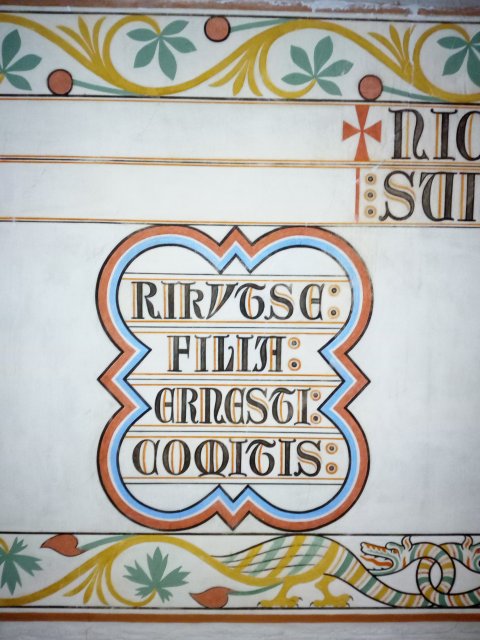 NIC
SUI
RIKVTSE:
FILIA:
ERNESTI:
COMITIS: